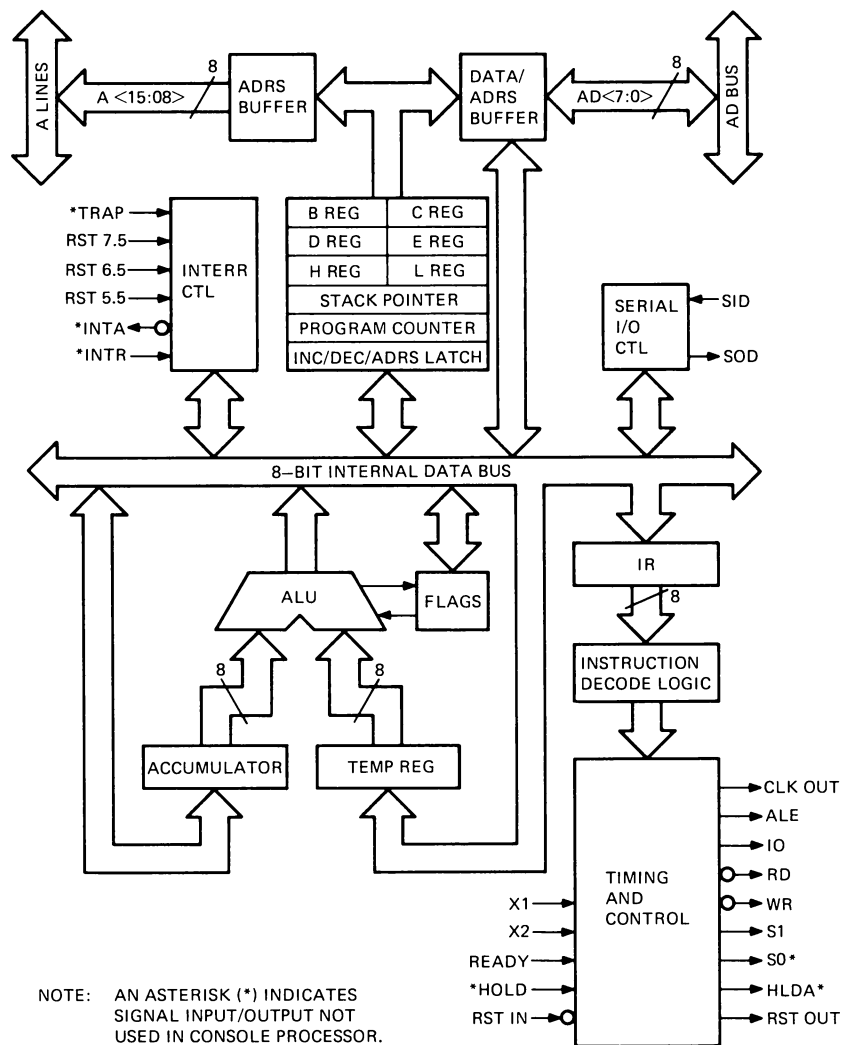 A LINES
A <15:08>
8
ADRS
BUFFER
DATA/
ADRS
BUFFER
AD<7:0>
8
AD BUS
*TRAP
RST 7.5
RST 6.5
RST 5.5
*INTA
*INTR
INTERR
CTL
B REG
C REG
D REG
E REG
H REG
L REG
STACK POINTER
PROGRAM COUNTER
INC/DEC/ADRS LATCH
SERIAL
I/O
CTL
SID
SOD
8–BIT INTERNAL DATA BUS
ALU
FLAGS
IR
8
INSTRUCTION
DECODE LOGIC
8
8
ACCUMULATOR
TEMP REG
TIMING
AND
CONTROL
X1
X2
READY
*HOLD
RST IN
CLK OUT
ALE
IO
RD
WR
S1
S0*
HLDA*
RST OUT
NOTE: AN ASTERISK (*) INDICATES
SIGNAL INPUT/OUTPUT NOT
USED IN CONSOLE PROCESSOR.